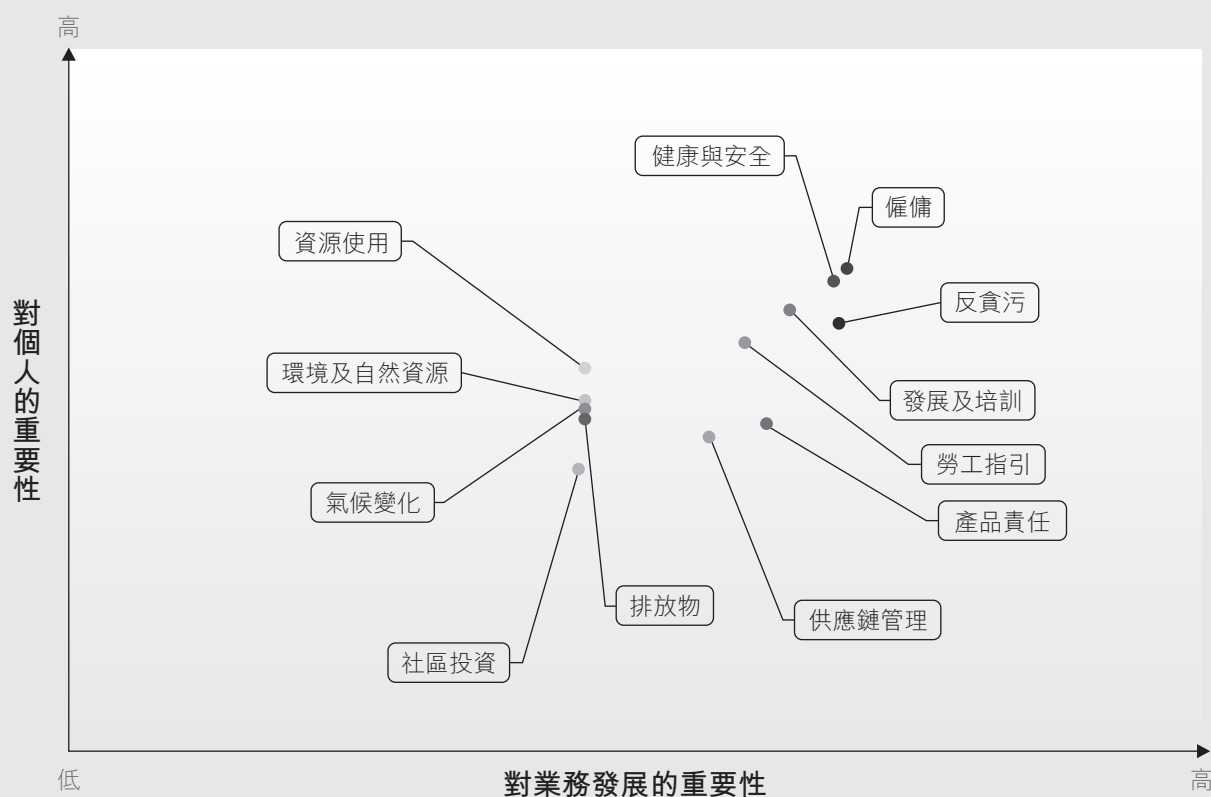 高
健康與安全
僱傭
資源使用
反貪污
對個人的重要性
環境及自然資源
發展及培訓
勞工指引
氣候變化
產品責任
排放物
供應鏈管理
社區投資
低
對業務發展的重要性
高